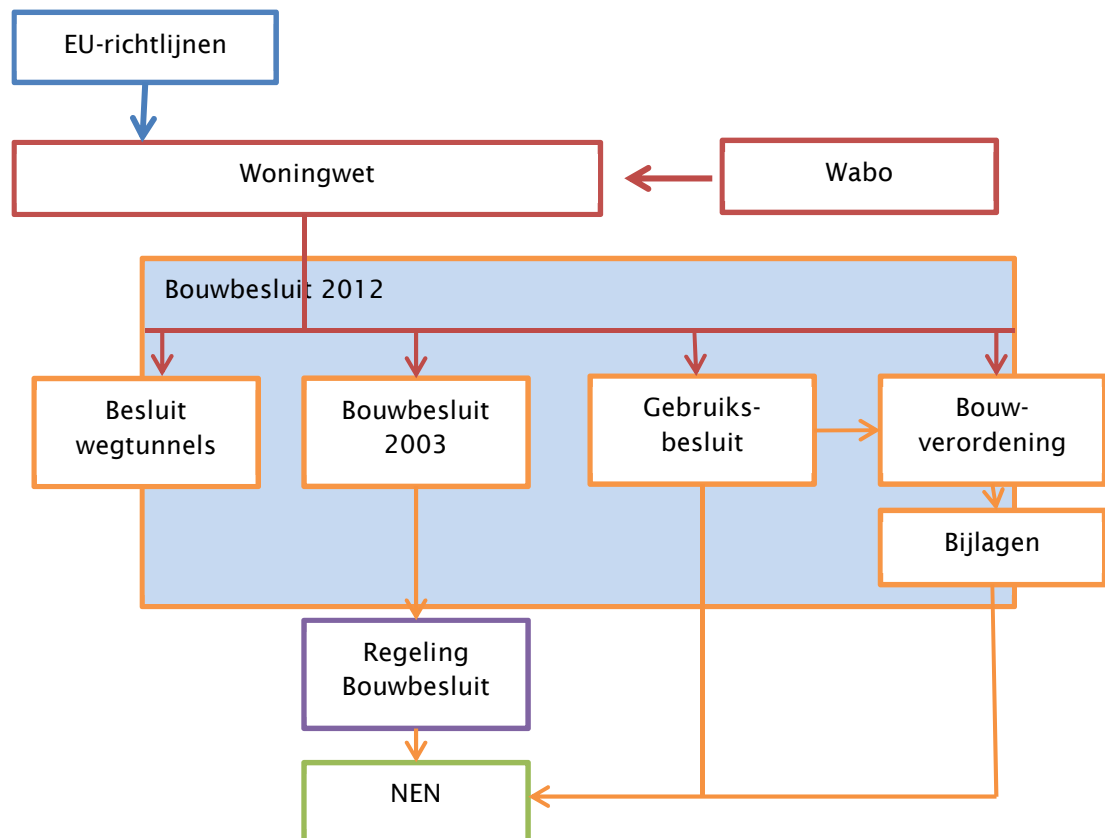 EU-richtlijnen
Woningwet
Wabo
Bouwbesluit 2012
Besluit
wegtunnels
Bouwbesluit
2003
Gebruiks-
besluit
Bouw-
verordening
Bijlagen
Regeling
Bouwbesluit
NEN